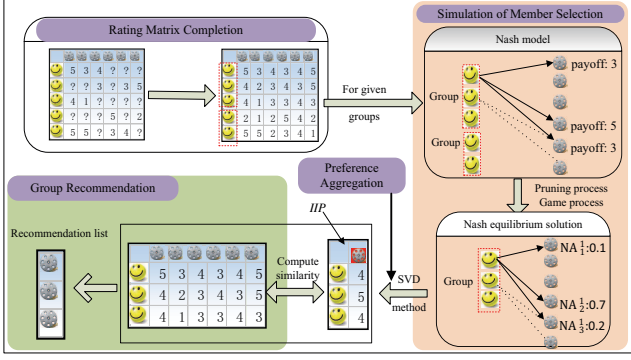 Rating Matrix Completion
5 3 4 ? ? ?
? ? 3 ? 3 5
4 1 ? ? ? ?
? ? ? 5 ? 2
5 5 ? ? 4 ?
5 3 4 3 4 5
4 2 3 4 3 5
4 1 3 3 4 3
2 1 2 5 4 2
5 5 2 3 4 1
For given
groups
Simulation of Member Selection
Nash model
Group
payoff: 3
payoff: 5
payoff: 3
Pruning process
Game process
Nash equilibrium solution
Group
NA 1 1:0.1
NA 1 2:0.7
NA 1 3:0.2
Preference
Aggregation
SVD
method
IIP
4
5
4
Compute
similarity
Group Recommendation
5 3 4 3 4 5
4 2 3 4 3 5
4 1 3 3 4 3
Recommendation list